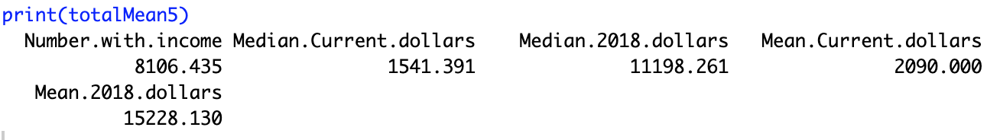 print(totalMean5)
Number.with.income Median.Current.dollars Median.2018.dollars Mean.Current.dollars
8106.435 1541.391 11198.261 2090.000
Mean.2018.dollars
15228.130